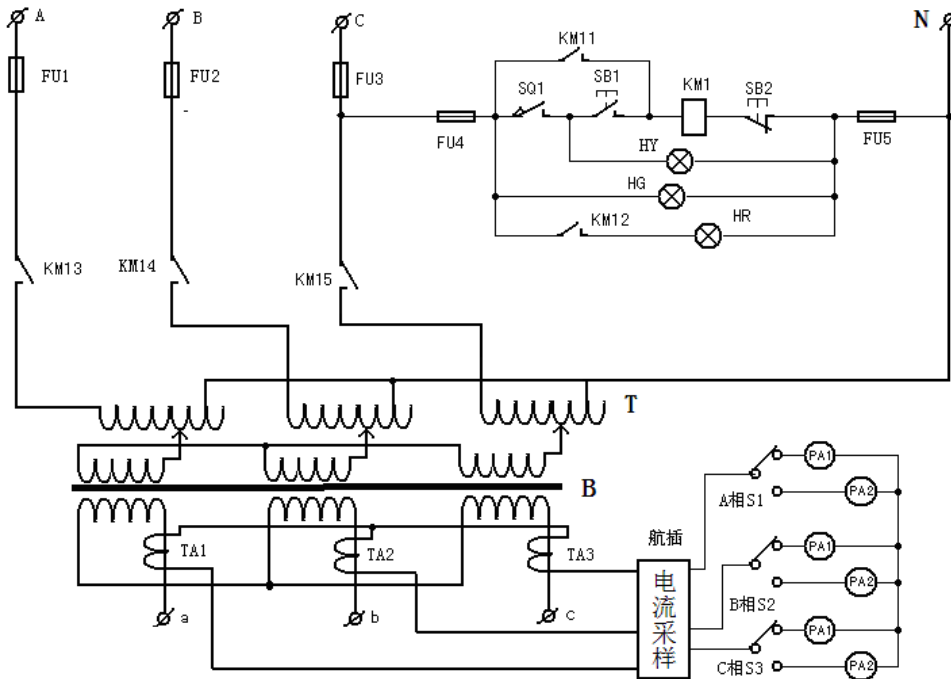 A
B
C
N
FU1
FU2
FU3
KM11
SQ1
SB1
KM1
SB2
FU4
FU5
HY
HG
KM12
HR
KM13
KM14
KM15
T
B
TA1
TA2
TA3
a
b
c
航插
电流采样
A相S1
PA1
PA2
B相S2
PA1
PA2
C相S3
PA1
PA2